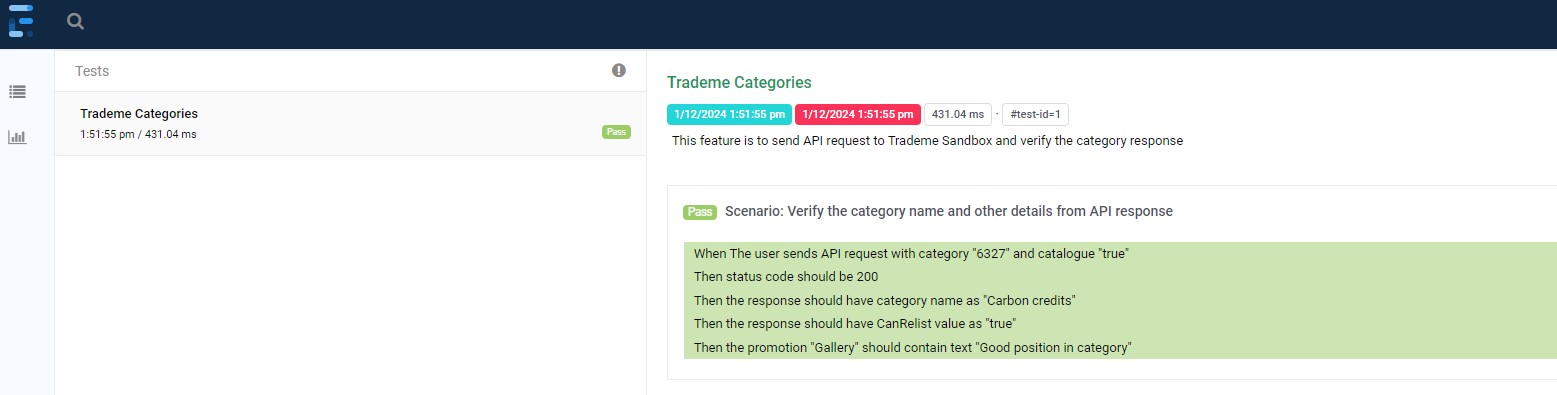 Tests
Trademe Categories
1:51:55 pm / 431.04 ms
Pass
Trademe Categories
1/12/2024 1:51:55 pm 1/12/2024 1:51:55 pm 431.04 ms · #test-id=1
This feature is to send API request to Trademe Sandbox and verify the category response
Pass Scenario: Verify the category name and other details from API response
When The user sends API request with category "6327" and catalogue "true"
Then status code should be 200
Then the response should have category name as "Carbon credits"
Then the response should have CanRelist value as "true"
Then the promotion "Gallery" should contain text "Good position in category"